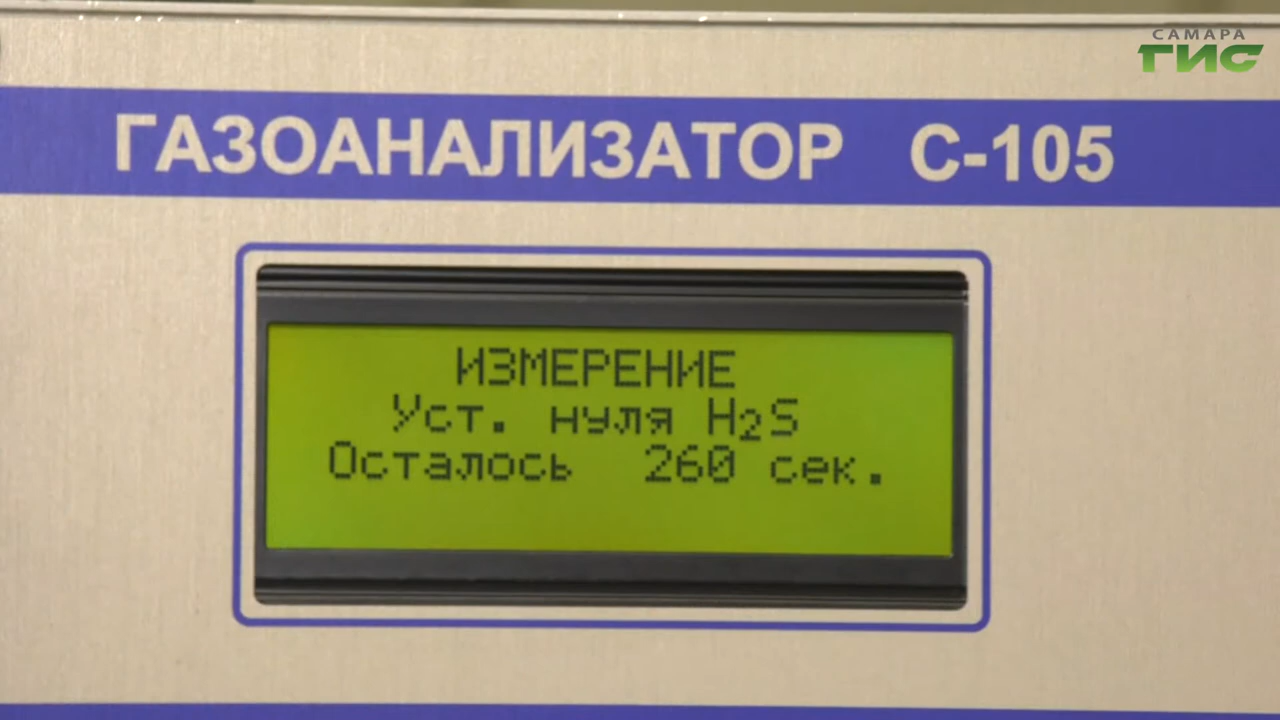 САМАРА
ГИС
ГАЗОАНАЛИЗАТОР С-105
ИЗМЕРЕНИЕ
Уст. нуля H₂S
Осталось 260 сек.